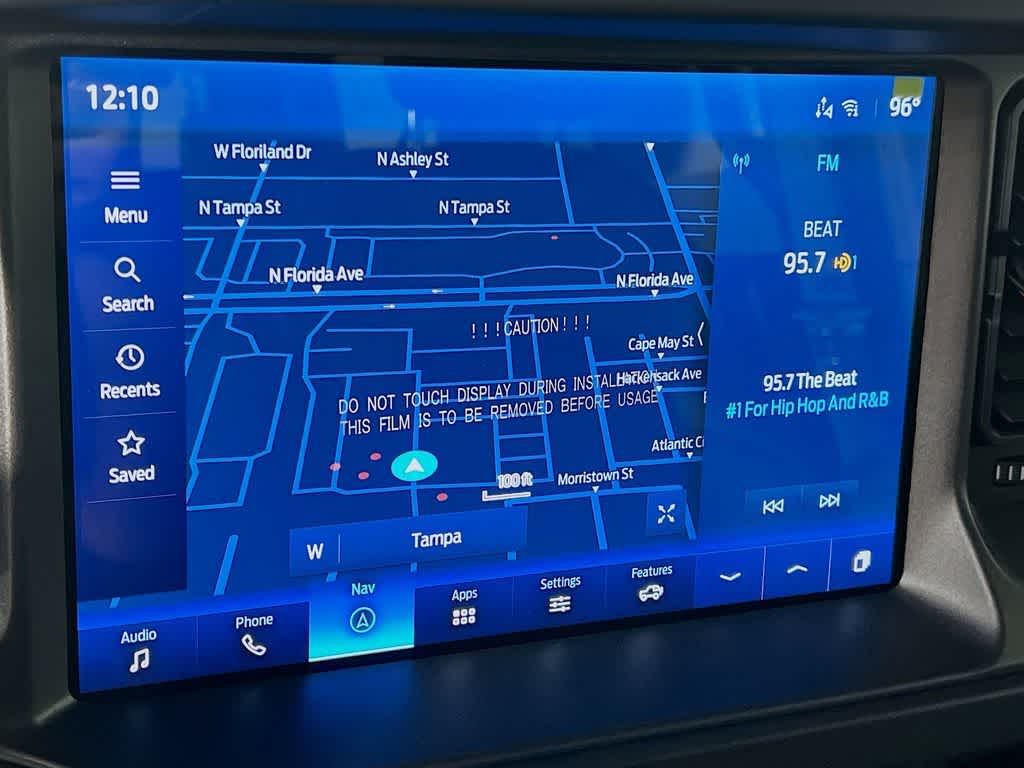 12:10
96°
W Floriland Dr
N Ashley St
N Tampa St
N Tampa St
N Florida Ave
N Florida Ave
Cape May St
Hackensack Ave
Atlantic
Morristown St
100 ft
! ! ! CAUTION ! ! !
DO NOT TOUCH DISPLAY DURING INSTALLATION
THIS FILM IS TO BE REMOVED BEFORE USAGE
Menu
Search
Recents
Saved
W
Tampa
FM
BEAT
95.7 HD 1
95.7 The Beat
#1 For Hip Hop And R&B
Audio
Phone
Nav
Apps
Settings
Features